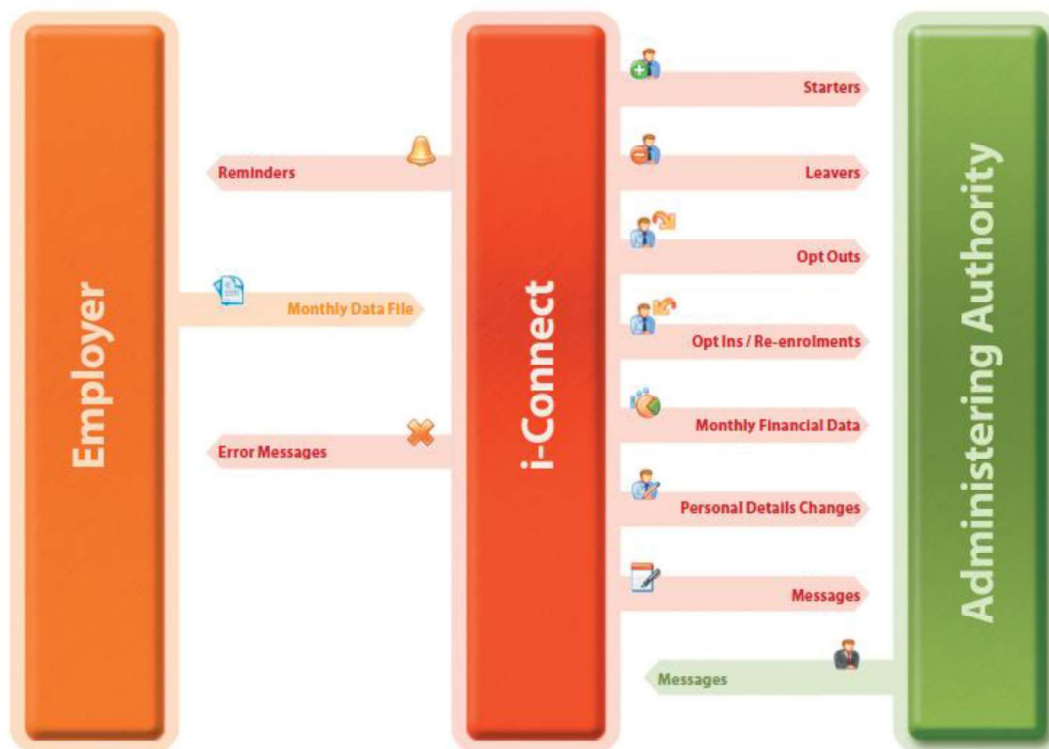 Employer
Reminders
Monthly Data File
Error Messages
i-Connect
Starters
Leavers
Opt Outs
Opt Ins / Re-enrolments
Monthly Financial Data
Personal Details Changes
Messages
Messages
Administering Authority